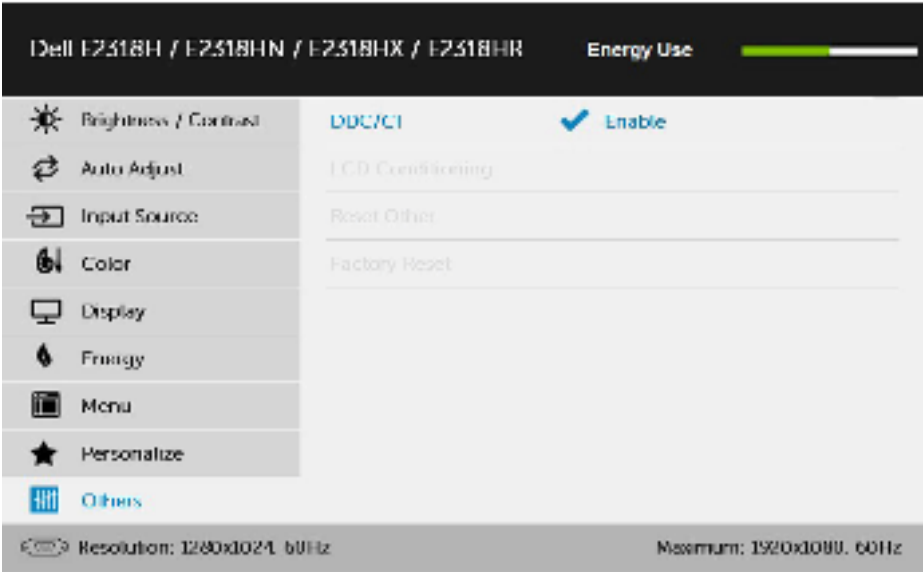 Dell E2318H / E2318HN / E2318HX / E2318HR
Energy Use
Brightness / Contrast
DDC/CI
Enable
Auto Adjust
LCD Conditioning
Input Source
Reset Other
Color
Factory Reset
Display
Energy
Menu
Personalize
Others
Resolution: 1280x1024, 60Hz
Maximum: 1920x1080, 60Hz